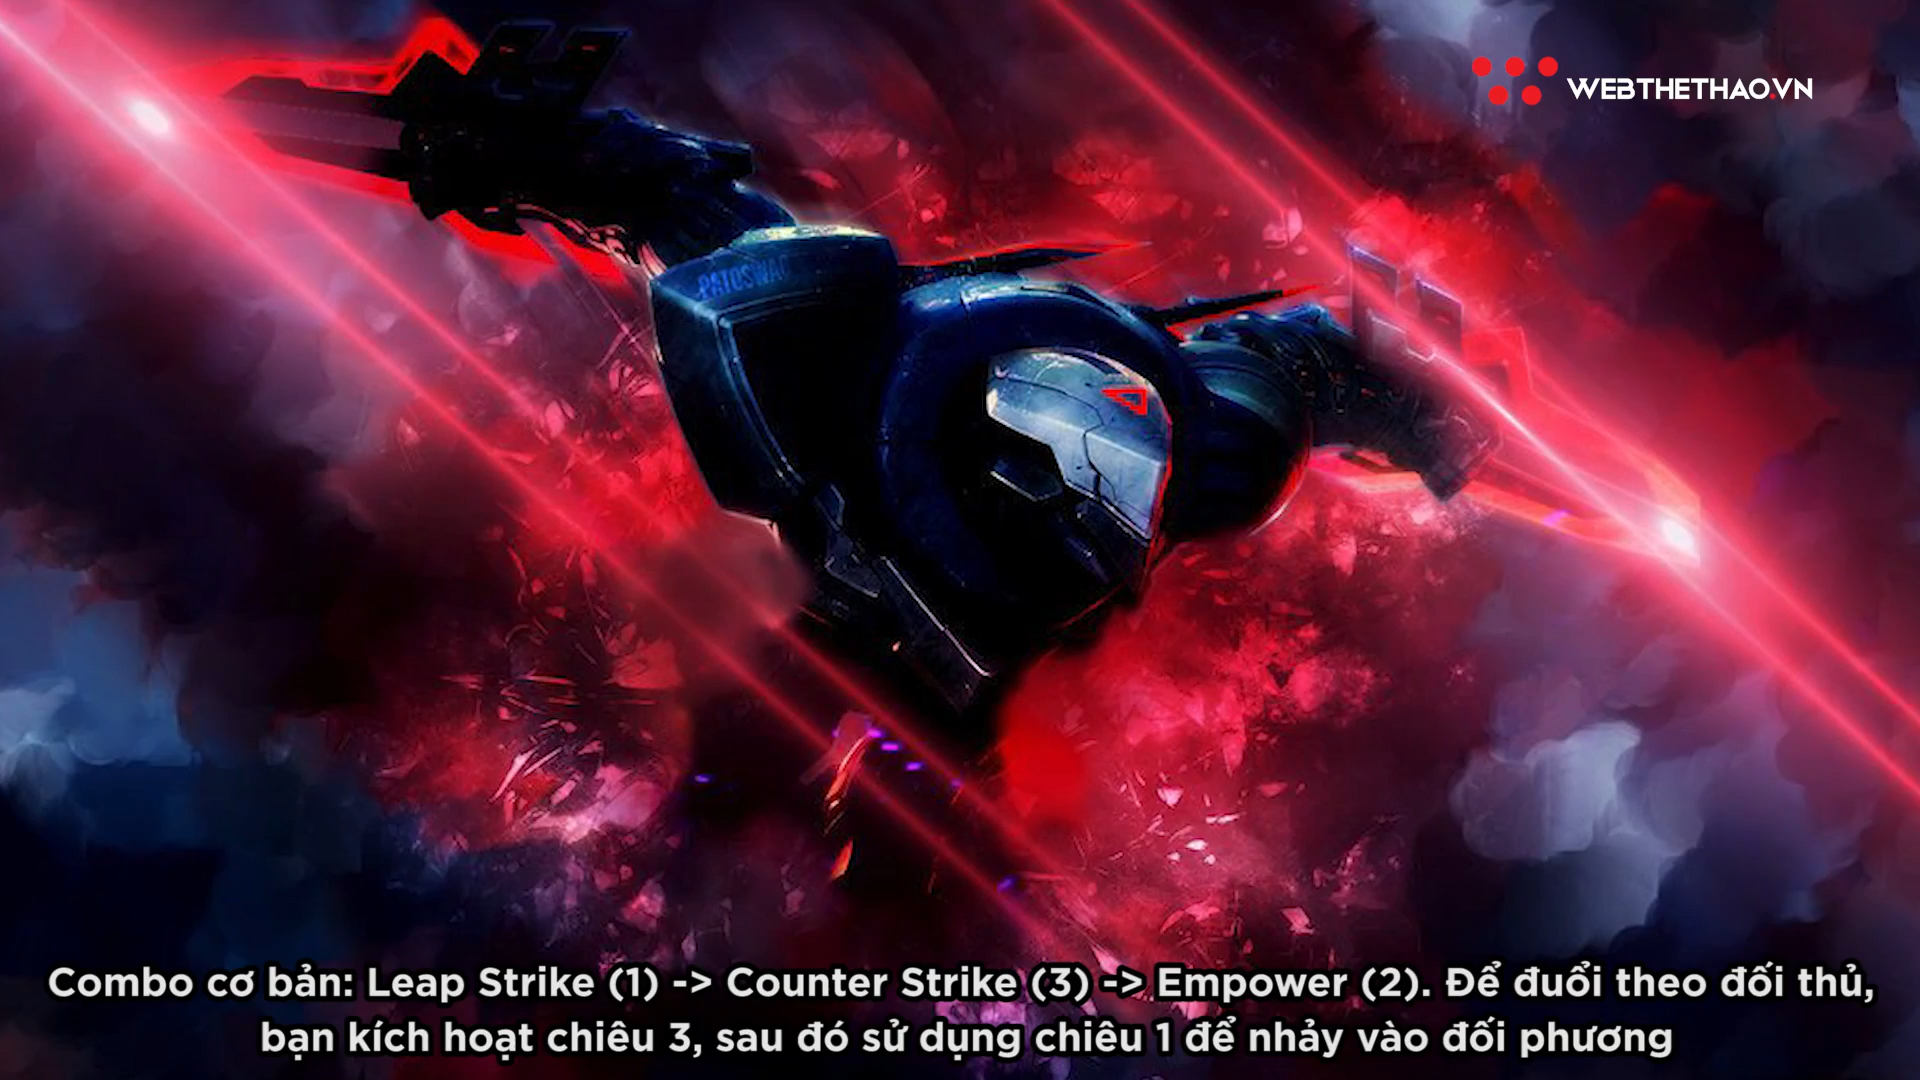 WEBTHETHAO.VN
PATOSWAG
Combo cơ bản: Leap Strike (1) -> Counter Strike (3) -> Empower (2). Để đuổi theo đối thủ,
bạn kích hoạt chiêu 3, sau đó sử dụng chiêu 1 để nhảy vào đối phương